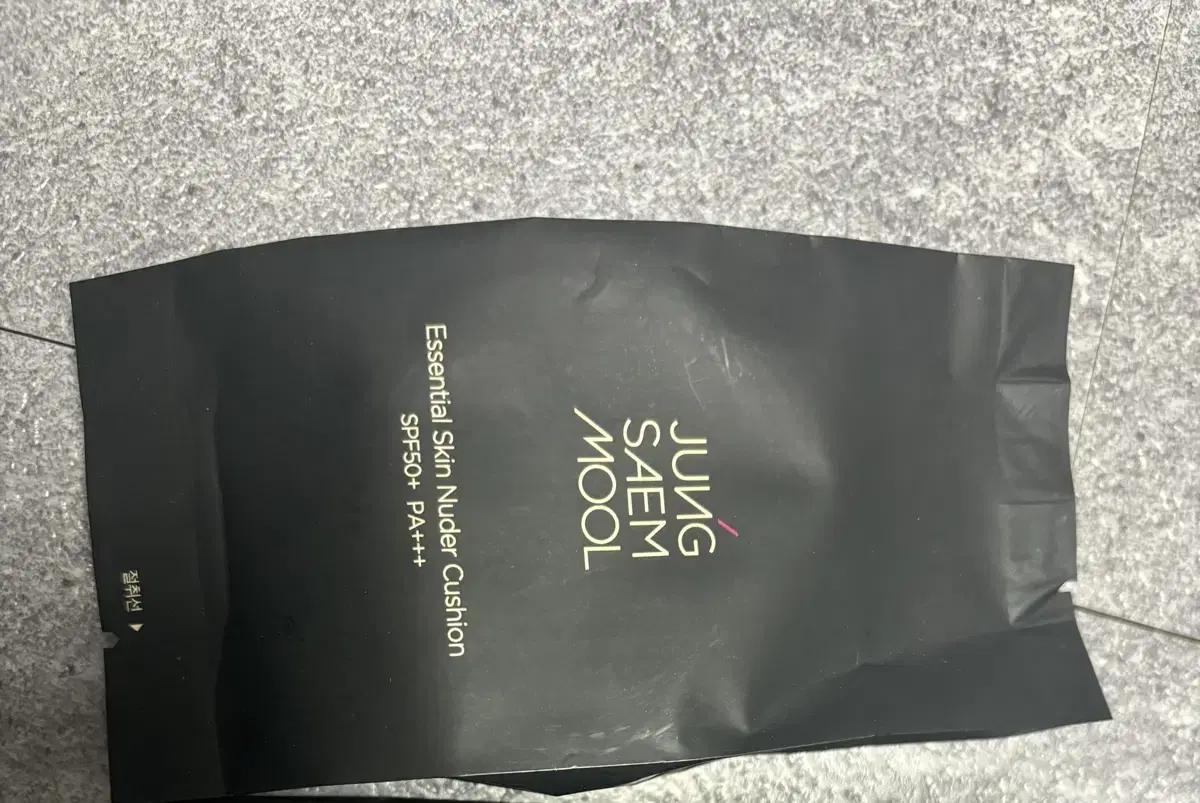 JUNG
SAEM
MOOL
Essential Skin Nuder Cushion
SPF50+ PA+++
절취선 ▶